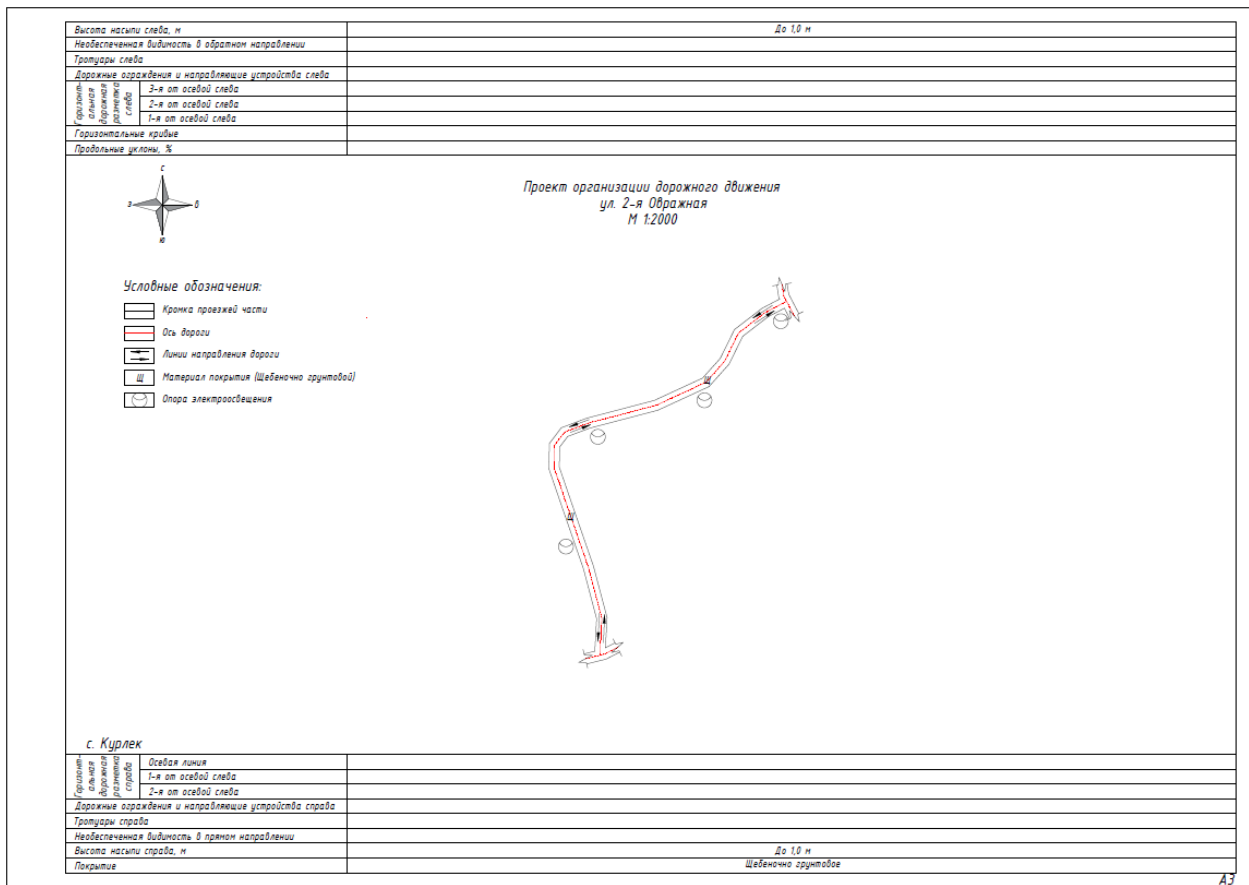 Высота насыпи слева, м
До 1,0 м
Необеспеченная видимость в обратном направлении
Тротуары слева
Дорожные ограждения и направляющие устройства слева
Горизонт-
альная
дорожная
разметка
слева
3-я от осевой слева
2-я от осевой слева
1-я от осевой слева
Горизонтальные кривые
Продольные уклоны, %
с
з
в
ю
Проект организации дорожного движения
ул. 2-я Овражная
М 1:2000
Условные обозначения:
Кромка проезжей части
Ось дороги
Линии направления дороги
Щ
Материал покрытия (Щебеночно грунтовой)
Опора электроосвещения
Щ
Щ
с. Курлек
Горизонт-
альная
дорожная
разметка
справа
Осевая линия
1-я от осевой слева
2-я от осевой слева
Дорожные ограждения и направляющие устройства справа
Тротуары справа
Необеспеченная видимость в прямом направлении
Высота насыпи справа, м
До 1,0 м
Покрытие
Щебеночно грунтовое
А3